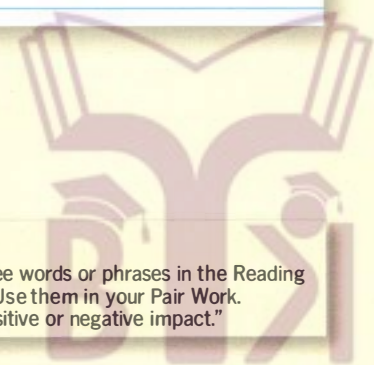 ee words or phrases in the Reading
Use them in your Pair Work.
sitive or negative impact.”